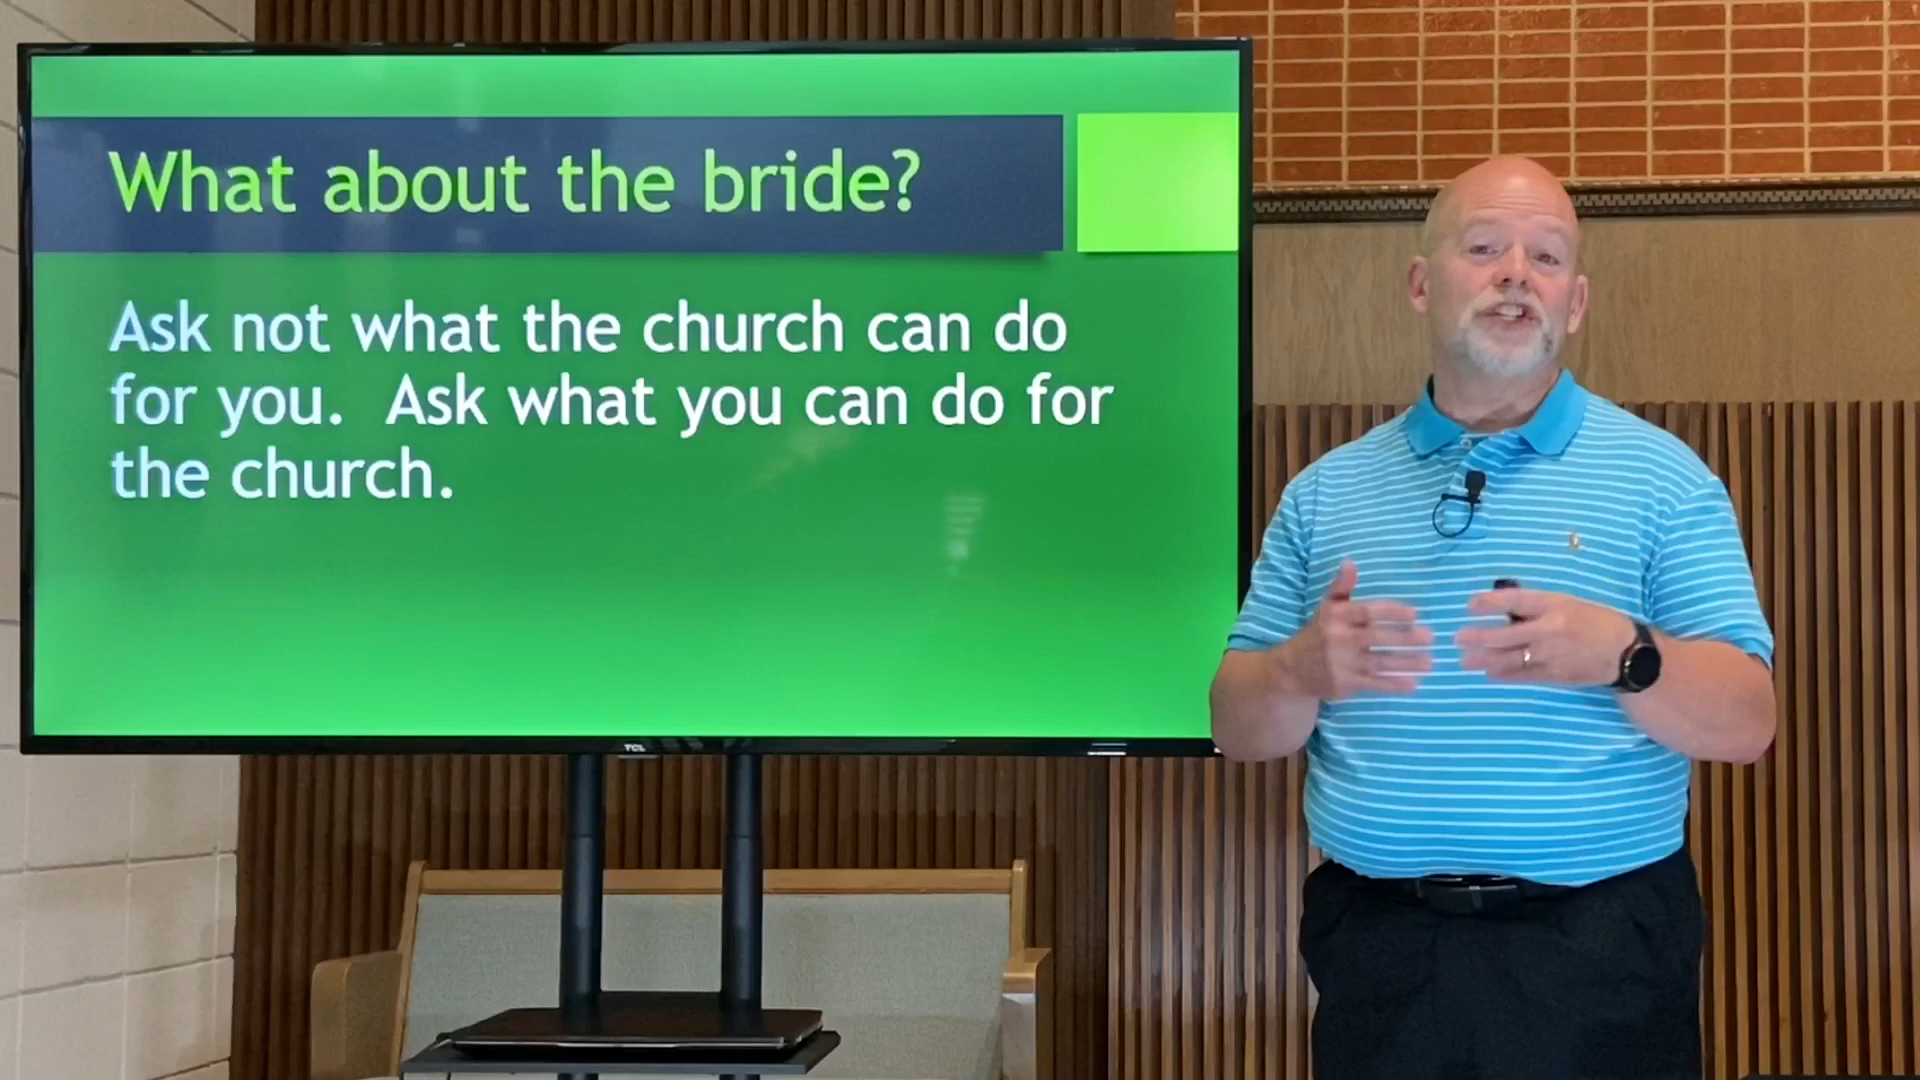 What about the bride?
Ask not what the church can do
for you.  Ask what you can do for
the church.
TCL